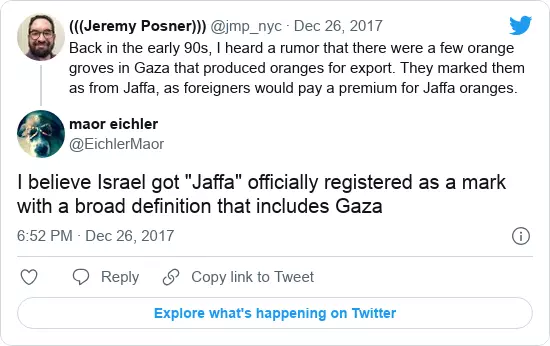 (((Jeremy Posner))) @jmp_nyc · Dec 26, 2017
Back in the early 90s, I heard a rumor that there were a few orange
groves in Gaza that produced oranges for export. They marked them
as from Jaffa, as foreigners would pay a premium for Jaffa oranges.
maor eichler
@EichlerMaor
I believe Israel got "Jaffa" officially registered as a mark
with a broad definition that includes Gaza
6:52 PM · Dec 26, 2017
Reply
Copy link to Tweet
Explore what's happening on Twitter